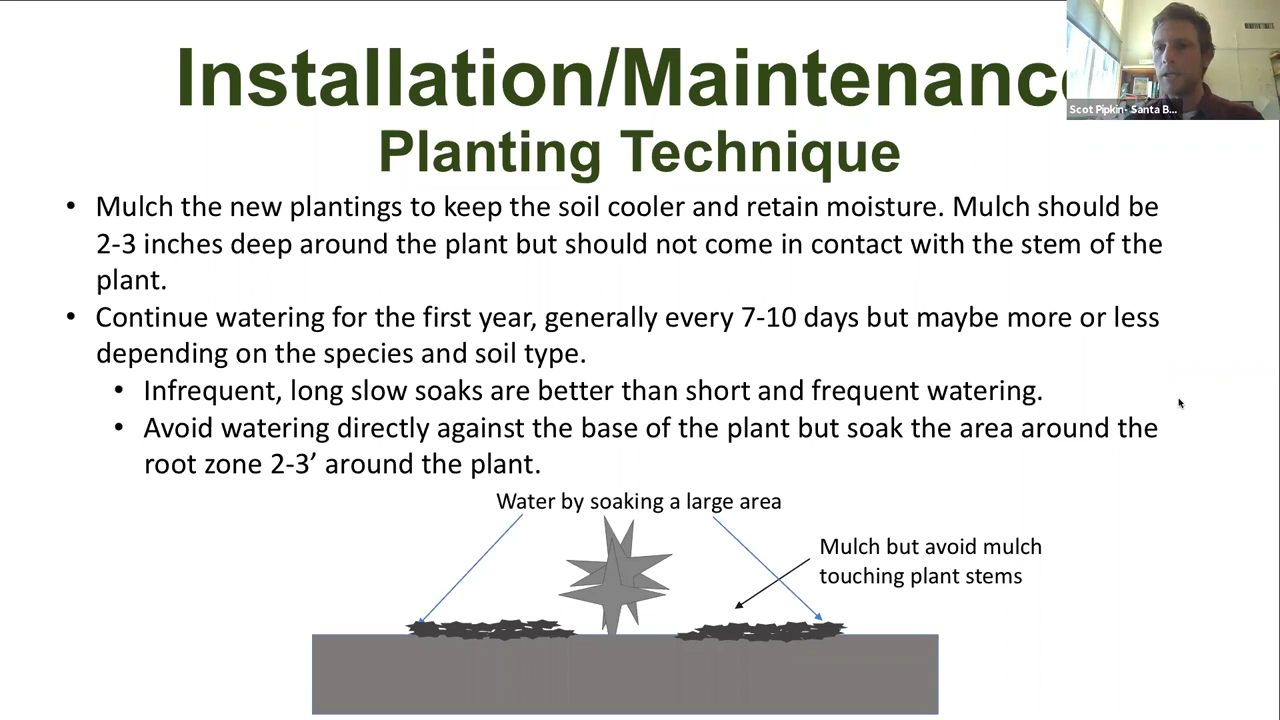 Installation/Maintenance
Planting Technique
Scot Pipkin- Santa B...
• Mulch the new plantings to keep the soil cooler and retain moisture. Mulch should be
2-3 inches deep around the plant but should not come in contact with the stem of the
plant.
• Continue watering for the first year, generally every 7-10 days but maybe more or less
depending on the species and soil type.
• Infrequent, long slow soaks are better than short and frequent watering.
• Avoid watering directly against the base of the plant but soak the area around the
root zone 2-3’ around the plant.
Water by soaking a large area
Mulch but avoid mulch
touching plant stems